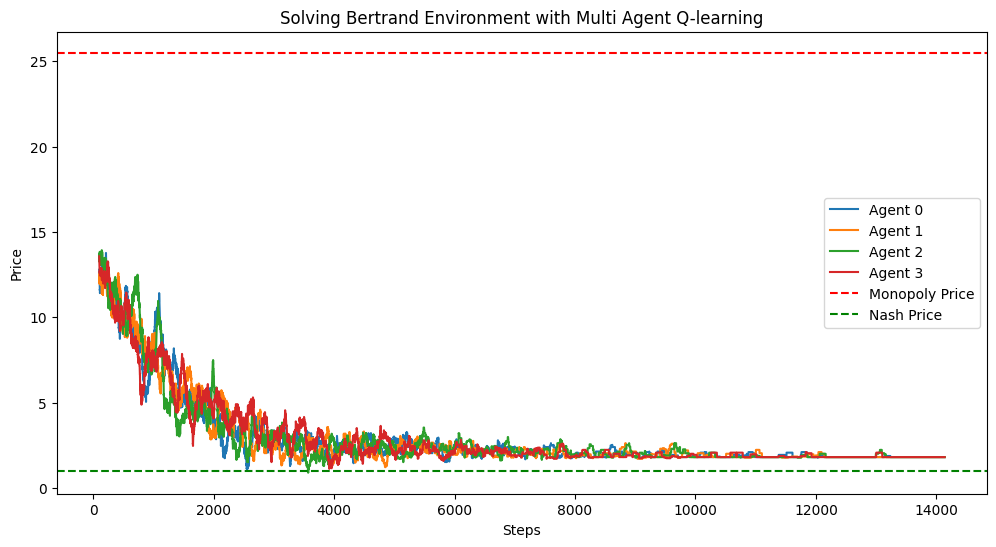 Solving Bertrand Environment with Multi Agent Q-learning
Price
25
20
15
10
5
0
Agent 0
Agent 1
Agent 2
Agent 3
Monopoly Price
Nash Price
0 2000 4000 6000 8000 10000 12000 14000
Steps